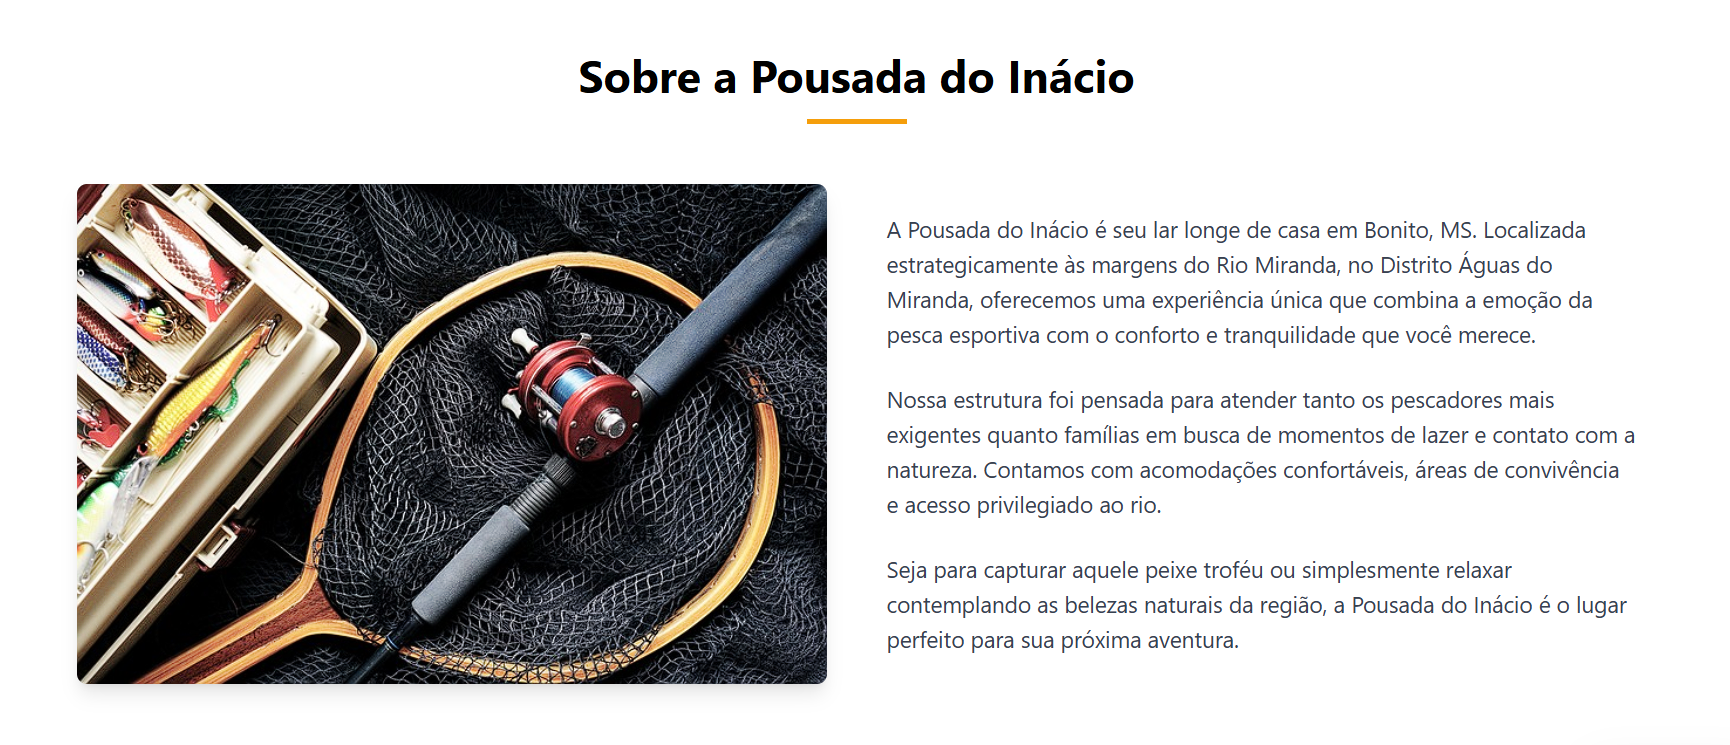 Sobre a Pousada do Inácio
A Pousada do Inácio é seu lar longe de casa em Bonito, MS. Localizada
estrategicamente às margens do Rio Miranda, no Distrito Águas do
Miranda, oferecemos uma experiência única que combina a emoção da
pesca esportiva com o conforto e tranquilidade que você merece.
Nossa estrutura foi pensada para atender tanto os pescadores mais
exigentes quanto famílias em busca de momentos de lazer e contato com a
natureza. Contamos com acomodações confortáveis, áreas de convivência
e acesso privilegiado ao rio.
Seja para capturar aquele peixe troféu ou simplesmente relaxar
contemplando as belezas naturais da região, a Pousada do Inácio é o lugar
perfeito para sua próxima aventura.